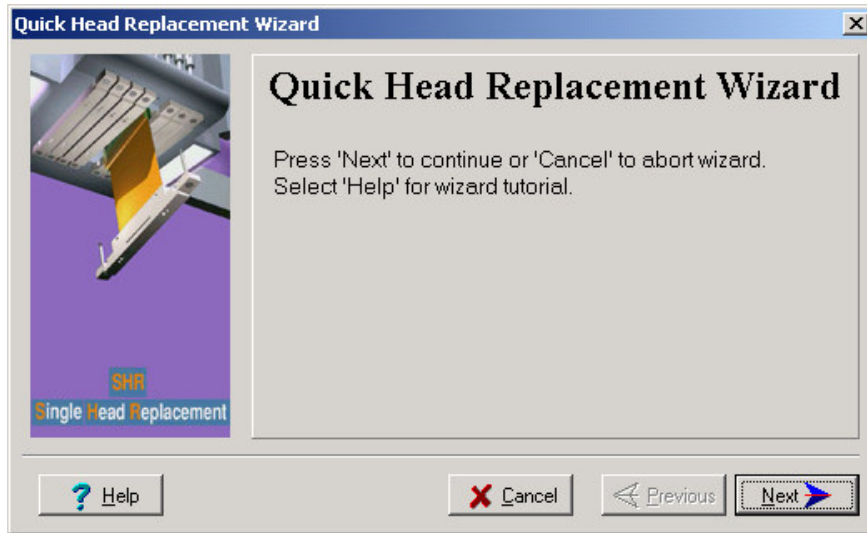 Quick Head Replacement Wizard
Quick Head Replacement Wizard
Press 'Next' to continue or 'Cancel' to abort wizard.
Select 'Help' for wizard tutorial.
SHR
Single Head Replacement
? Help
Cancel
Previous
Next